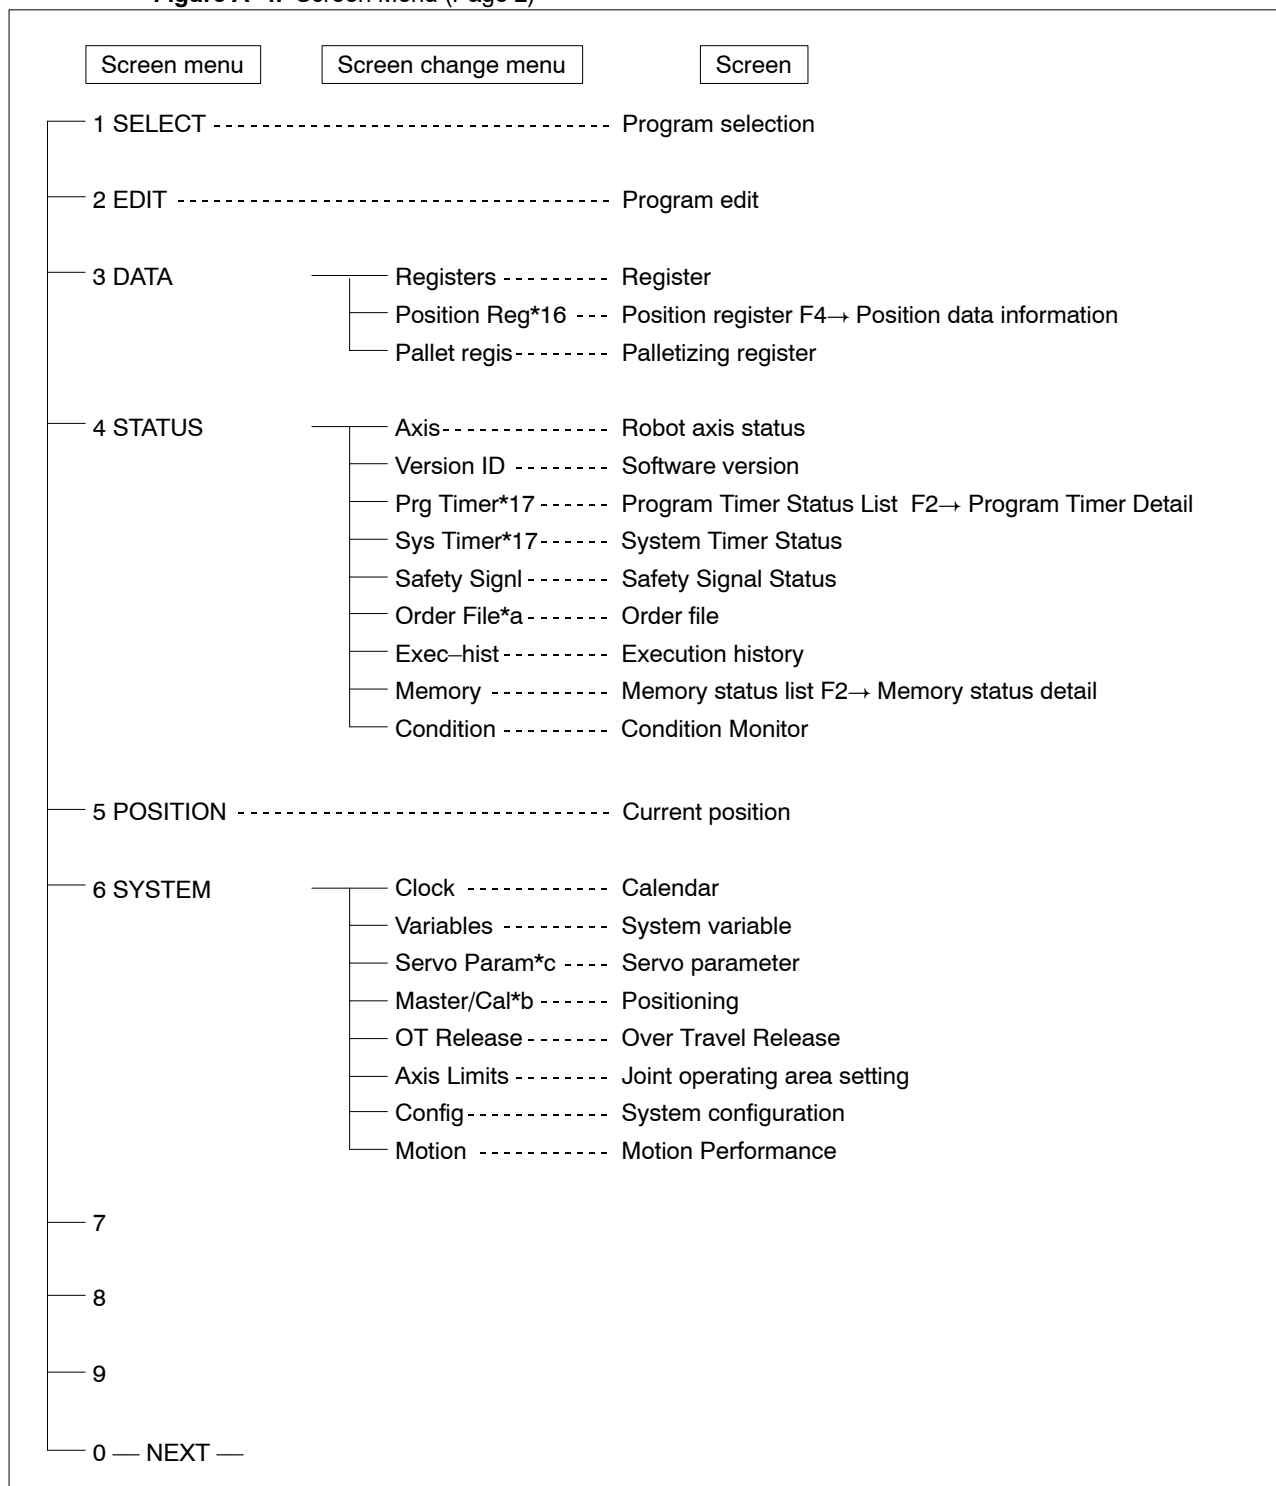 Figure A–4. Screen Menu (Page 2)
Screen menu Screen change menu Screen
1 SELECT Program selection
2 EDIT Program edit
3 DATA Registers Register
Position Reg*16 Position register F4→ Position data information
Pallet regis Palletizing register
4 STATUS Axis Robot axis status
Version ID Software version
Prg Timer*17 Program Timer Status List F2→ Program Timer Detail
Sys Timer*17 System Timer Status
Safety Signl Safety Signal Status
Order File*a Order file
Exec–hist Execution history
Memory Memory status list F2→ Memory status detail
Condition Condition Monitor
5 POSITION Current position
6 SYSTEM Clock Calendar
Variables System variable
Servo Param*c Servo parameter
Master/Cal*b Positioning
OT Release Over Travel Release
Axis Limits Joint operating area setting
Config System configuration
Motion Motion Performance
7
8
9
0 — NEXT —